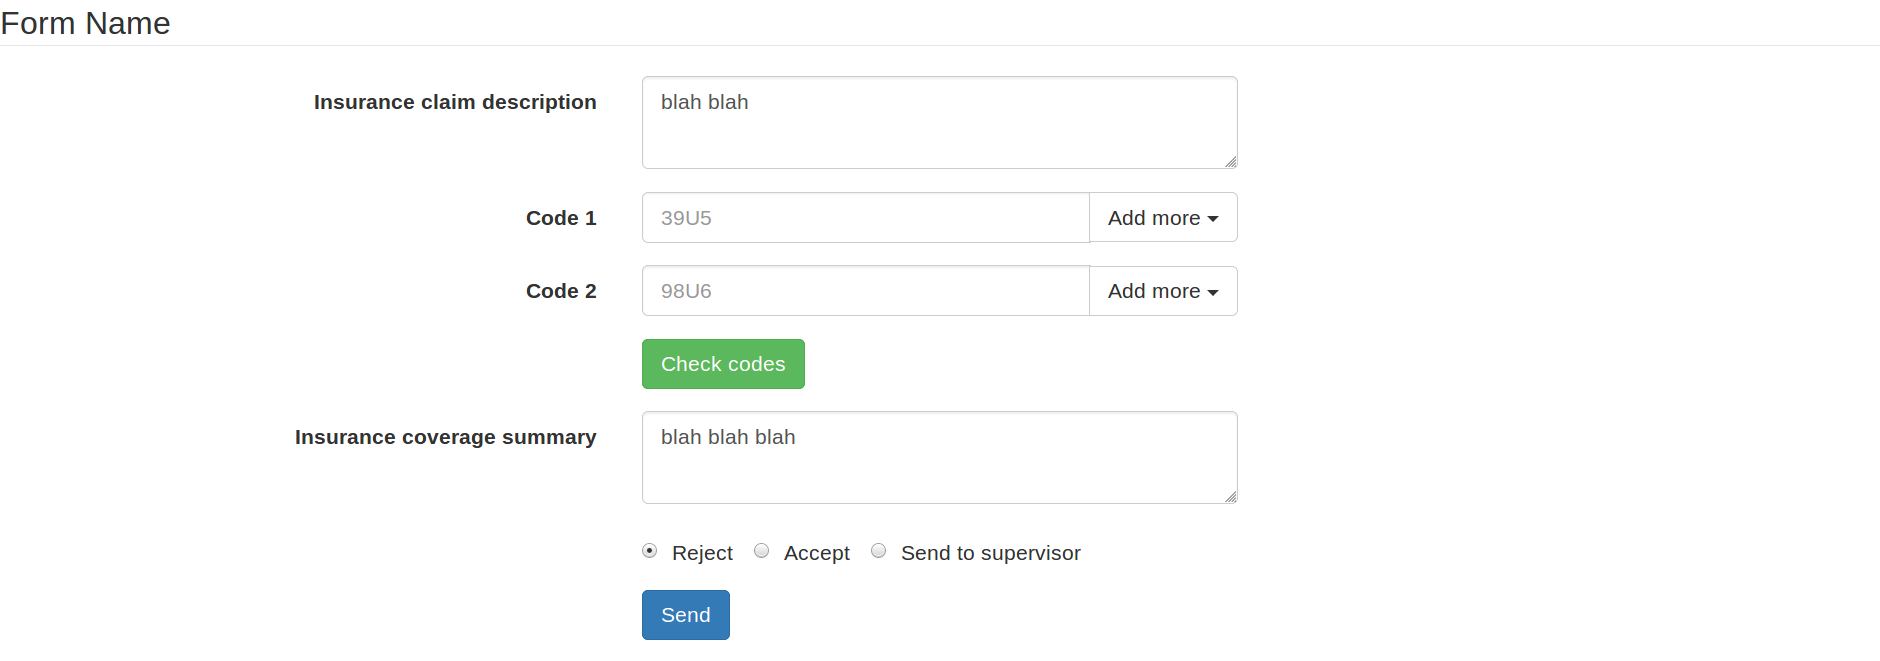 Form Name
Insurance claim description blah blah
Code 1 39U5 Add more
Code 2 98U6 Add more
Check codes
Insurance coverage summary blah blah blah
Reject Accept Send to supervisor
Send